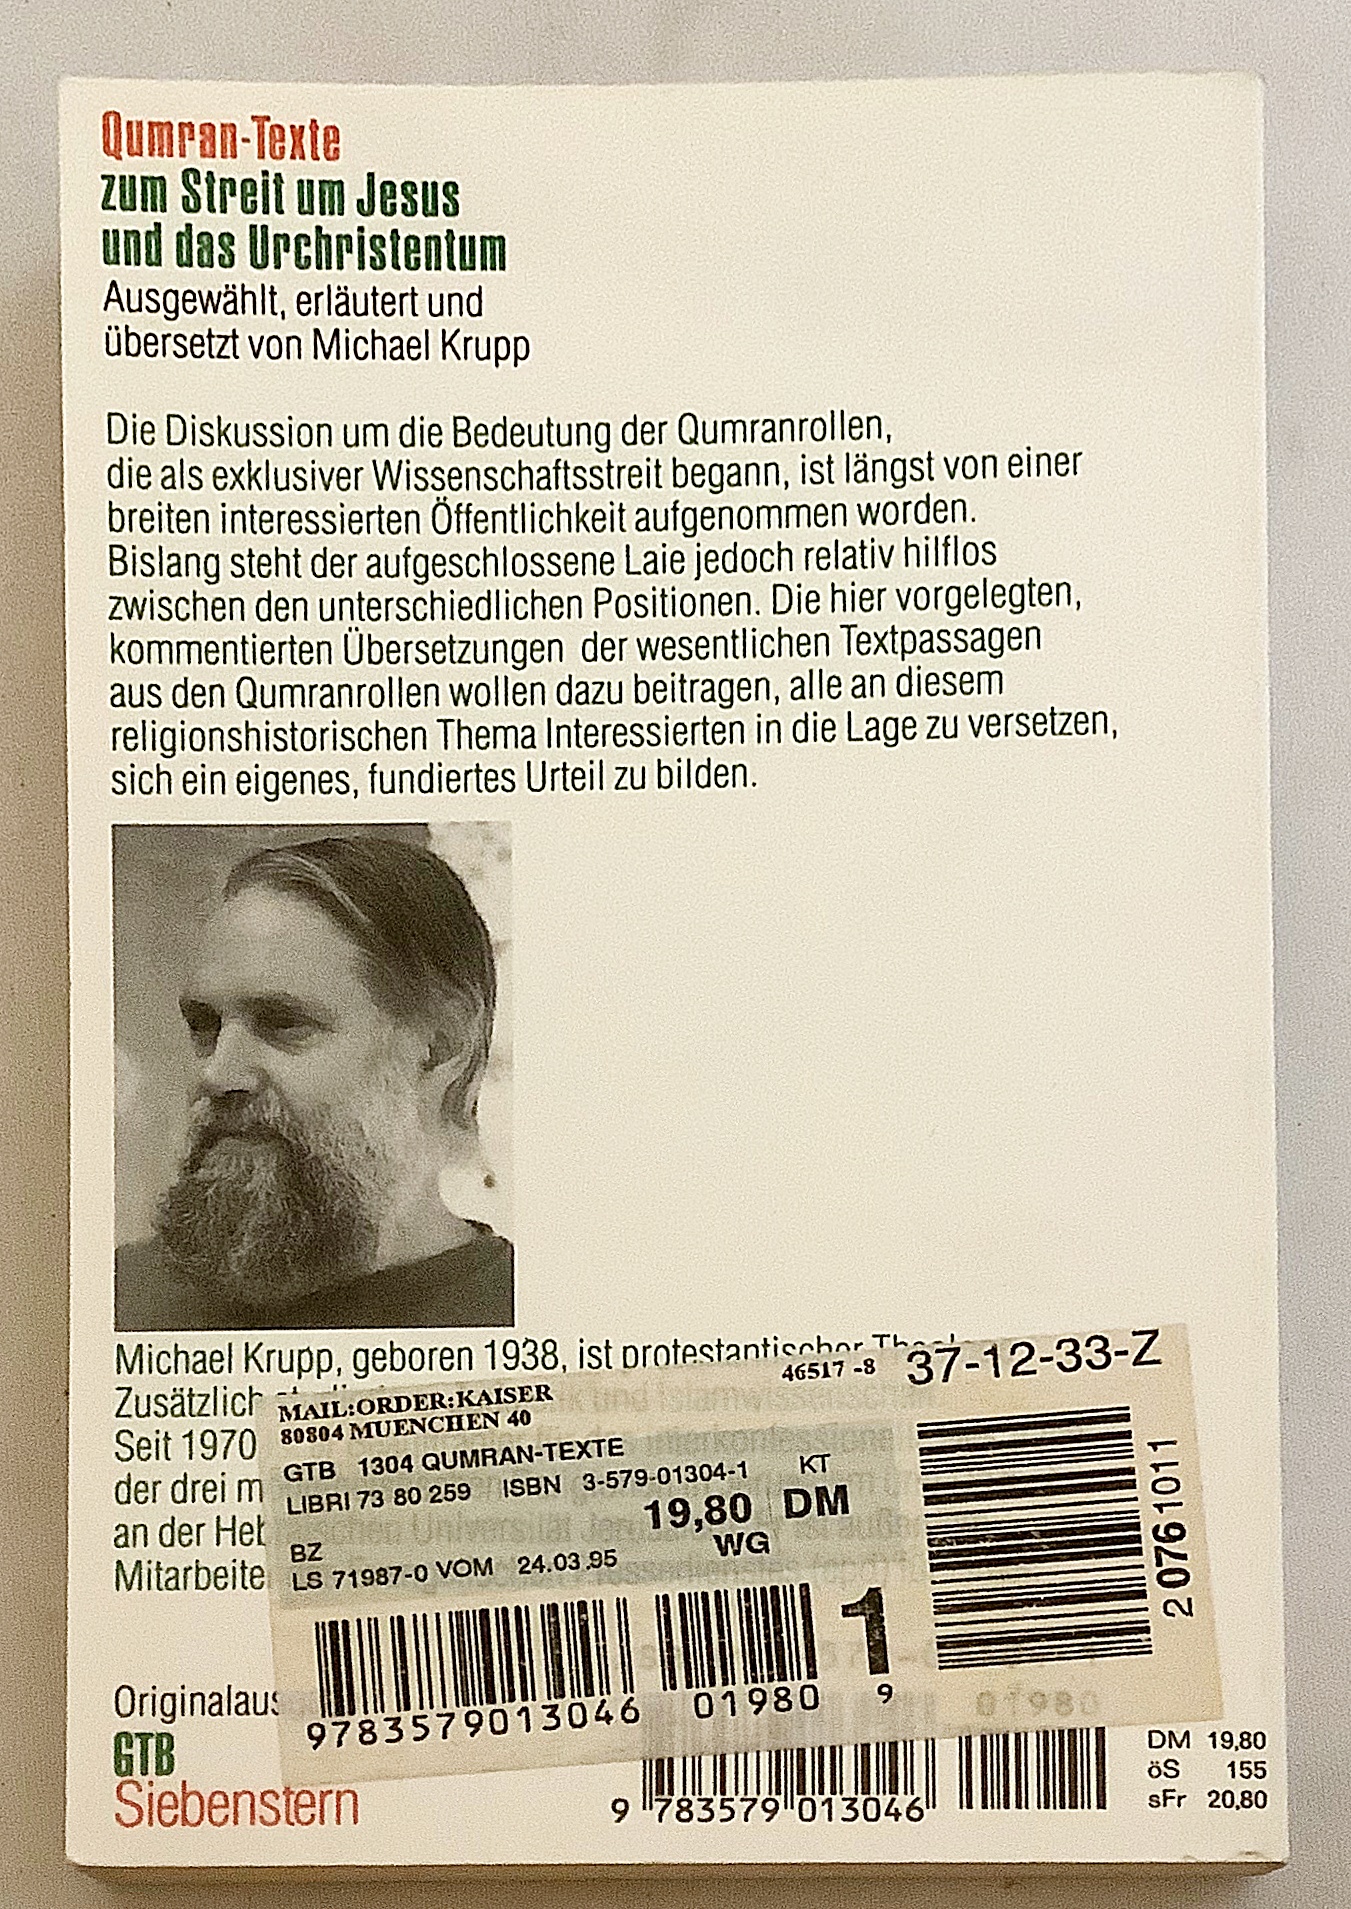 Qumran-Texte
zum Streit um Jesus
und das Urchristentum
Ausgewählt, erläutert und
übersetzt von Michael Krupp
Die Diskussion um die Bedeutung der Qumranrollen,
die als exklusiver Wissenschaftsstreit begann, ist längst von einer
breiten interessierten Öffentlichkeit aufgenommen worden.
Bislang steht der aufgeschlossene Laie jedoch relativ hilflos
zwischen den unterschiedlichen Positionen. Die hier vorgelegten,
kommentierten Übersetzungen der wesentlichen Textpassagen
aus den Qumranrollen wollen dazu beitragen, alle an diesem
religionshistorischen Thema Interessierten in die Lage zu versetzen,
sich ein eigenes, fundiertes Urteil zu bilden.
Michael Krupp, geboren 1938, ist protestantischer
Zusätzlich und Islamwissenschaft
Seit 1970
der drei
an der
46517-8 37-12-33-Z
MAIL:ORDER:KAISER
80804 MUENCHEN 40
GTB 1304 QUMRAN-TEXTE
LIBRI 73 80 259 ISBN 3-579-01304-1 KT
19,80 DM
BZ WG
LS 71987-0 VOM 24.03.95
2 076 1011
1
9783579013046 01980 9
01980
GTB
Siebenstern
9 783579 013046
DM 19,80
öS 155
sFr 20,80